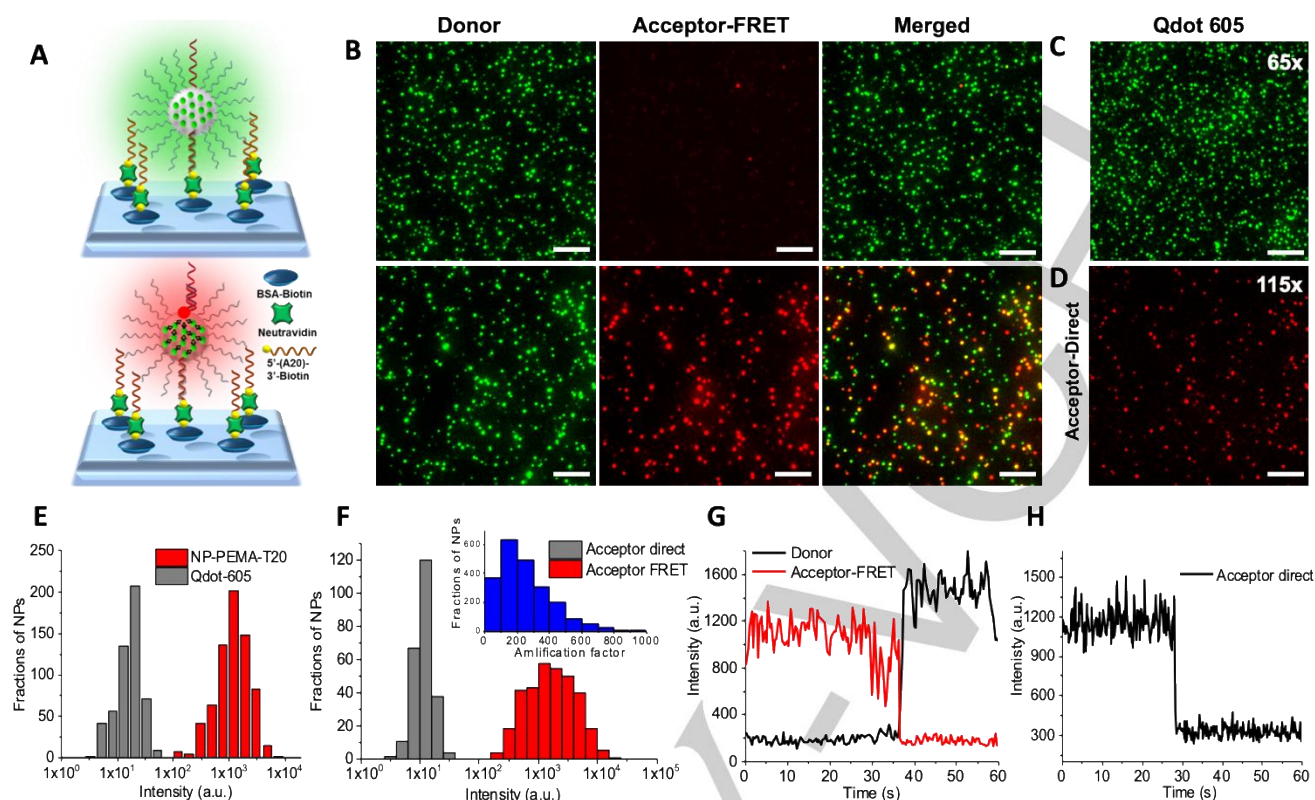 Donor
Acceptor-FRET
Merged
Qdot 605
A
B
C
65x
BSA-Biotin
Neutravidin
5'-(A20)-
3'-Biotin
D
115x
Acceptor-Direct
E
F
G
H
NP-PEMA-T20
Qdot-605
Fractions of NPs
250
200
150
100
50
0
1x10⁰
1x10¹
1x10²
1x10³
1x10⁴
Intensity (a.u.)
Acceptor direct
Acceptor FRET
Fractions of NPs
120
100
80
60
40
20
0
1x10⁰
1x10¹
1x10²
1x10³
1x10⁴
1x10⁵
Intensity (a.u.)
Fractions of NPs
600
400
200
0
0
200
400
600
800
1000
Amlification factor
Donor
Acceptor-FRET
Intensity (a.u.)
1600
1200
800
400
0
0
10
20
30
40
50
60
Time (s)
Acceptor direct
Intenisty (a.u.)
1500
1200
900
600
300
0
10
20
30
40
50
60
Time (s)